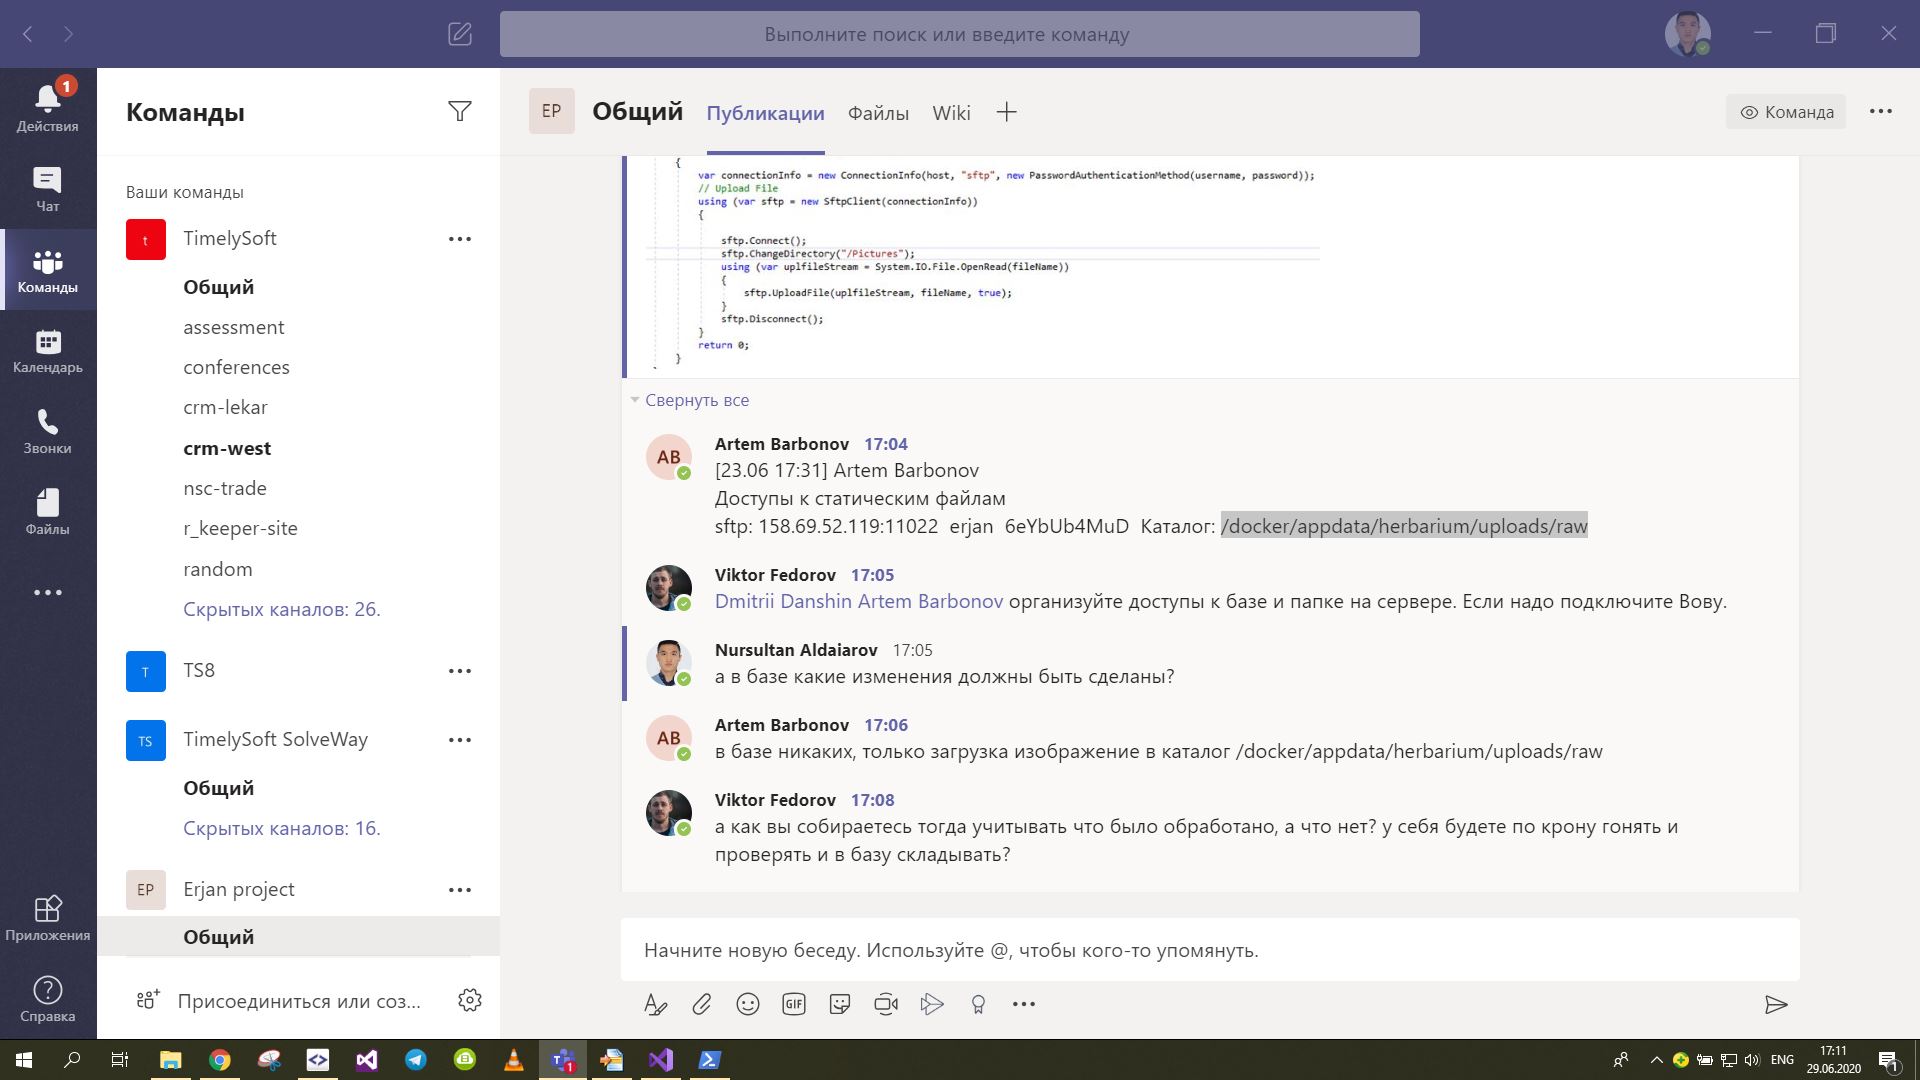 Выполните поиск или введите команду
1
Действия
Чат
Команды
Календарь
Звонки
Файлы
Приложения
Справка
Команды
Ваши команды
t TimelySoft
Общий
assessment
conferences
crm-lekar
crm-west
nsc-trade
r_keeper-site
random
Скрытых каналов: 26.
T TS8
TS TimelySoft SolveWay
Общий
Скрытых каналов: 16.
EP Erjan project
Общий
Присоединиться или соз...
EP Общий Публикации Файлы Wiki
Команда
{
var connectionInfo = new ConnectionInfo(host, "sftp", new PasswordAuthenticationMethod(username, password));
// Upload File
using (var sftp = new SftpClient(connectionInfo))
{
sftp.Connect();
sftp.ChangeDirectory("/Pictures");
using (var uplfileStream = System.IO.File.OpenRead(fileName))
{
sftp.UploadFile(uplfileStream, fileName, true);
}
sftp.Disconnect();
}
return 0;
}
Свернуть все
AB Artem Barbonov 17:04
[23.06 17:31] Artem Barbonov
Доступы к статическим файлам
sftp: 158.69.52.119:11022 erjan 6eYbUb4MuD Каталог: /docker/appdata/herbarium/uploads/raw
Viktor Fedorov 17:05
Dmitrii Danshin Artem Barbonov организуйте доступы к базе и папке на сервере. Если надо подключите Вову.
Nursultan Aldaiarov 17:05
а в базе какие изменения должны быть сделаны?
AB Artem Barbonov 17:06
в базе никаких, только загрузка изображение в каталог /docker/appdata/herbarium/uploads/raw
Viktor Fedorov 17:08
а как вы собираетесь тогда учитывать что было обработано, а что нет? у себя будете по крону гонять и
проверять и в базу складывать?
Начните новую беседу. Используйте @, чтобы кого-то упомянуть.
GIF
1
ENG
17:11
29.06.2020
1